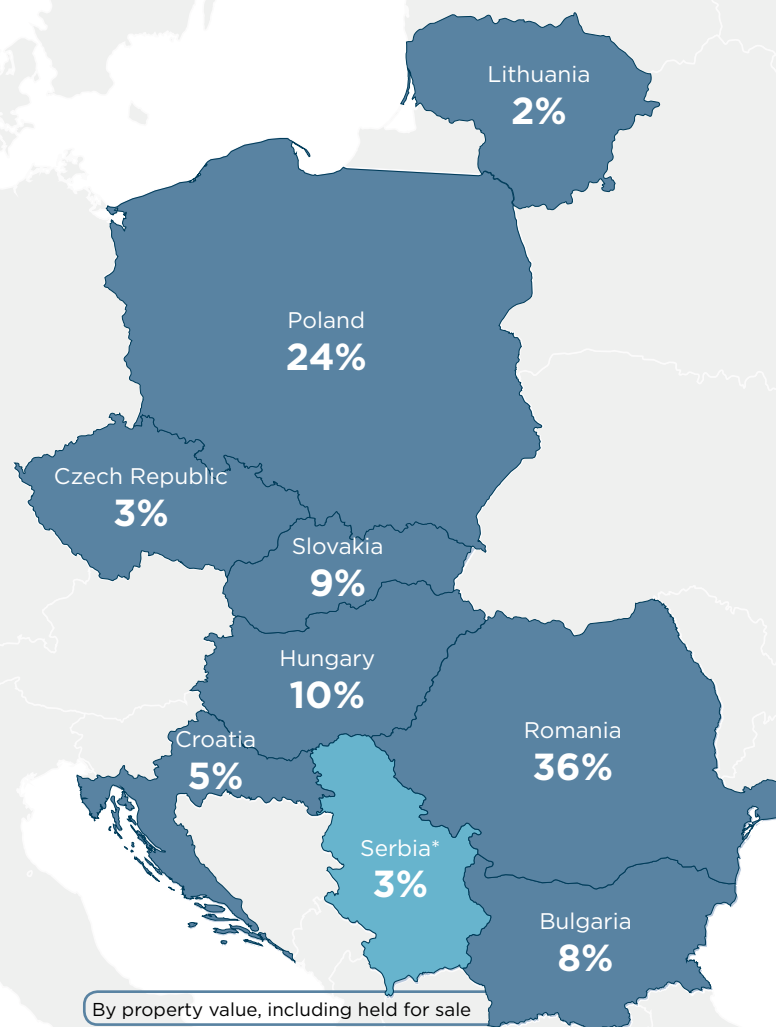 Lithuania
2%
Poland
24%
Czech Republic
3%
Slovakia
9%
Hungary
10%
Croatia
5%
Romania
36%
Serbia*
3%
Bulgaria
8%
By property value, including held for sale